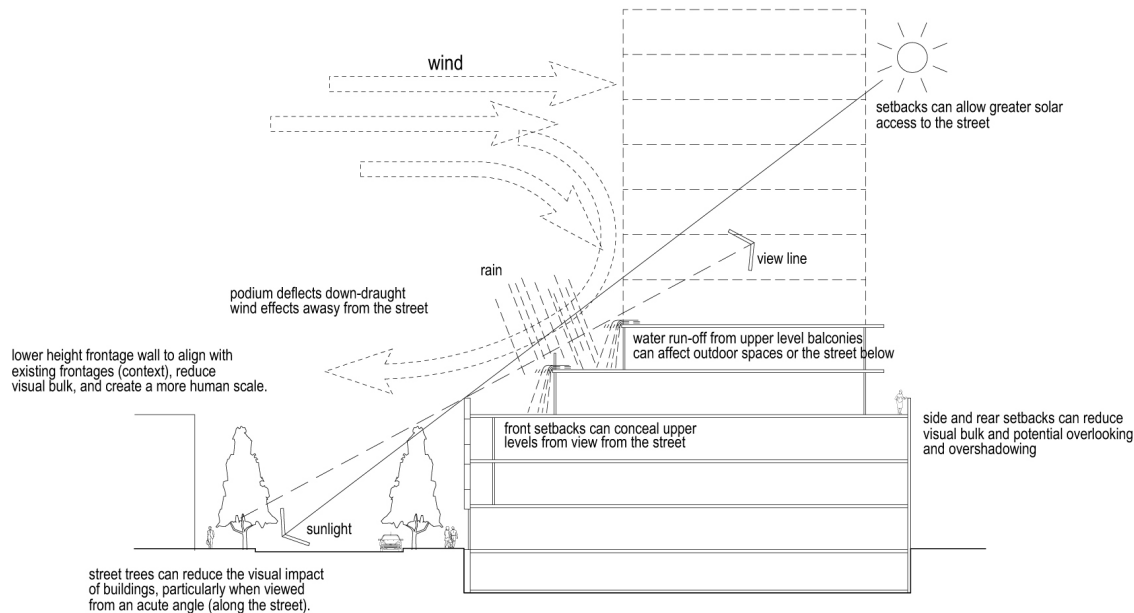 wind
setbacks can allow greater solar
access to the street
view line
rain
podium deflects down-draught
wind effects awasy from the street
water run-off from upper level balconies
can affect outdoor spaces or the street below
lower height frontage wall to align with
existing frontages (context), reduce
visual bulk, and create a more human scale.
front setbacks can conceal upper
levels from view from the street
side and rear setbacks can reduce
visual bulk and potential overlooking
and overshadowing
sunlight
street trees can reduce the visual impact
of buildings, particularly when viewed
from an acute angle (along the street).